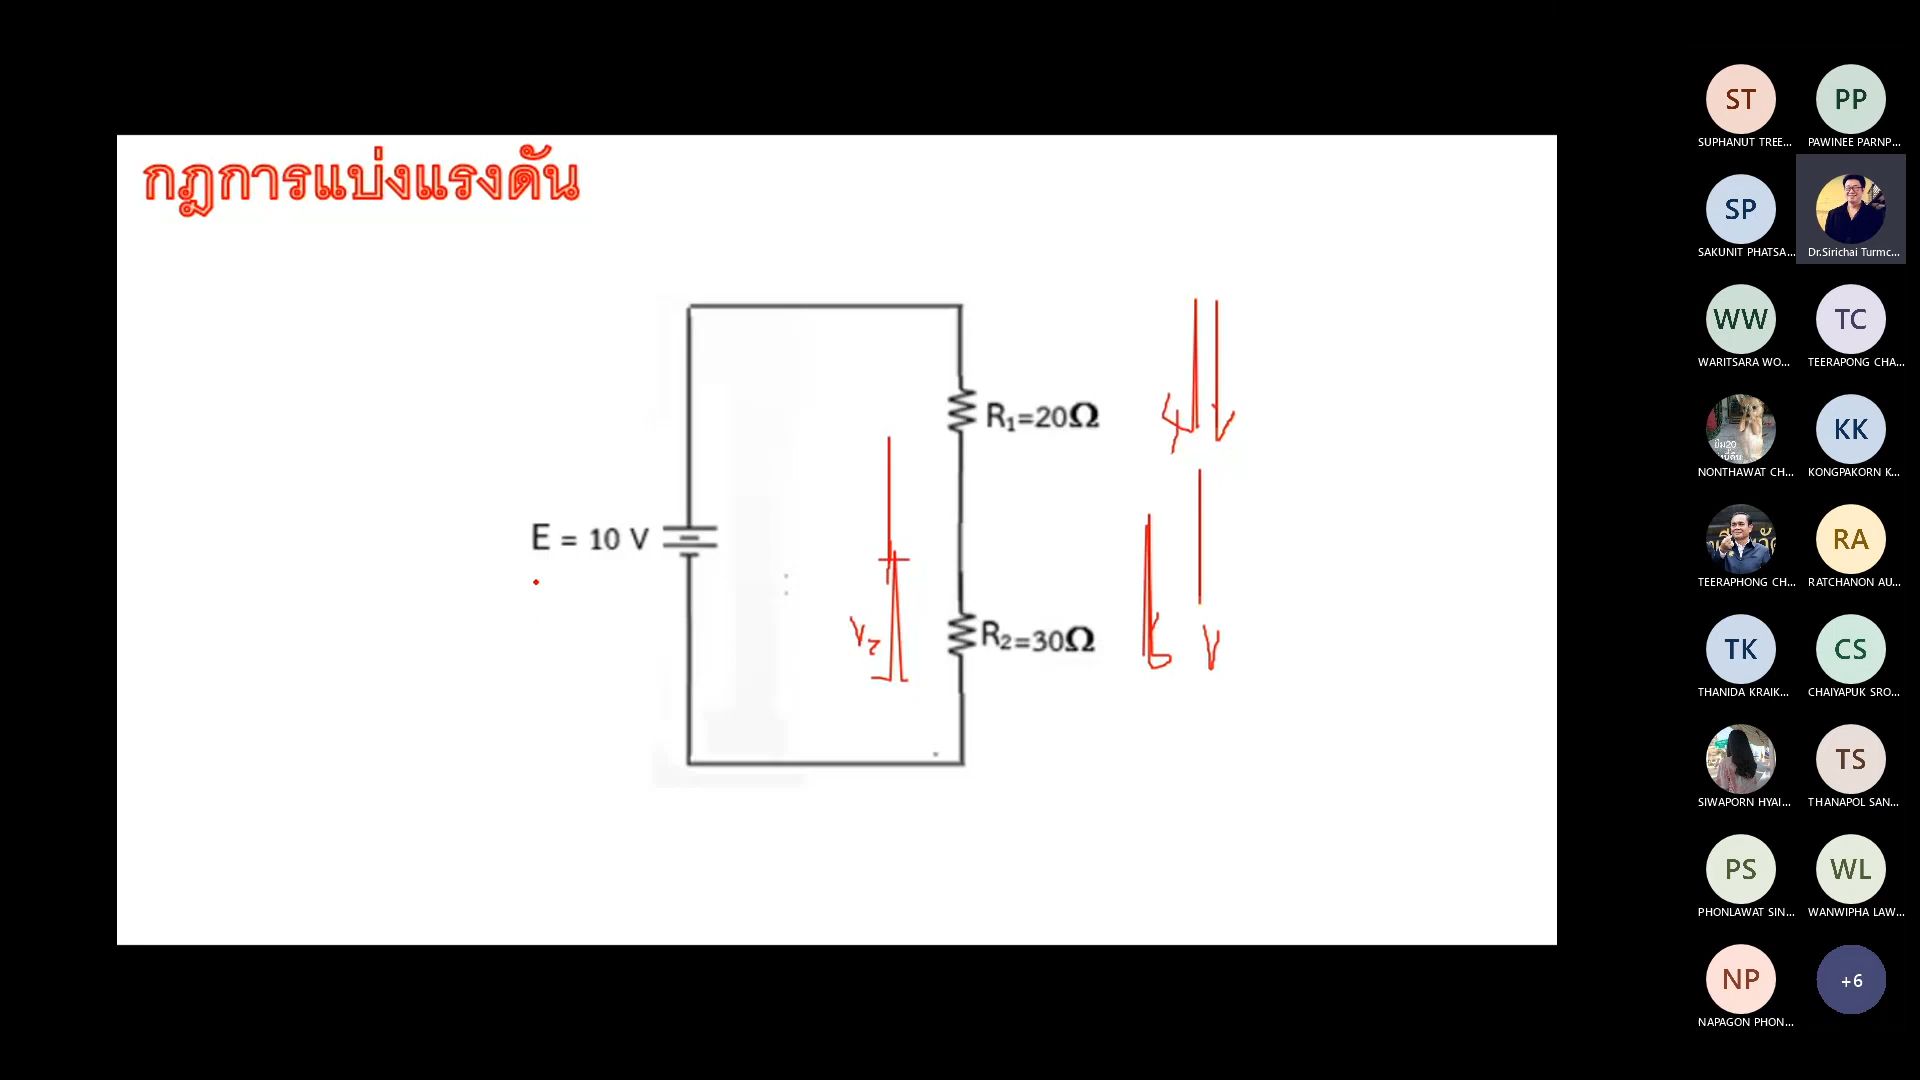 กฎการแบ่งแรงดัน
R₁=20Ω
4 V
E = 10 V
V₂
R₂=30Ω
6 V
ST
SUPHANUT TREE...
PP
PAWINEE PARNP...
SP
SAKUNIT PHATSA...
Dr.Sirichai Turmc...
WW
WARITSARA WO...
TC
TEERAPONG CHA...
NONTHAWAT CH...
KK
KONGPAKORN K...
TEERAPHONG CH...
RA
RATCHANON AU...
TK
THANIDA KRAIK...
CS
CHAIYAPUK SRO...
SIWAPORN HYAI...
TS
THANAPOL SAN...
PS
PHONLAWAT SIN...
WL
WANWIPHA LAW...
NP
NAPAGON PHON...
+6